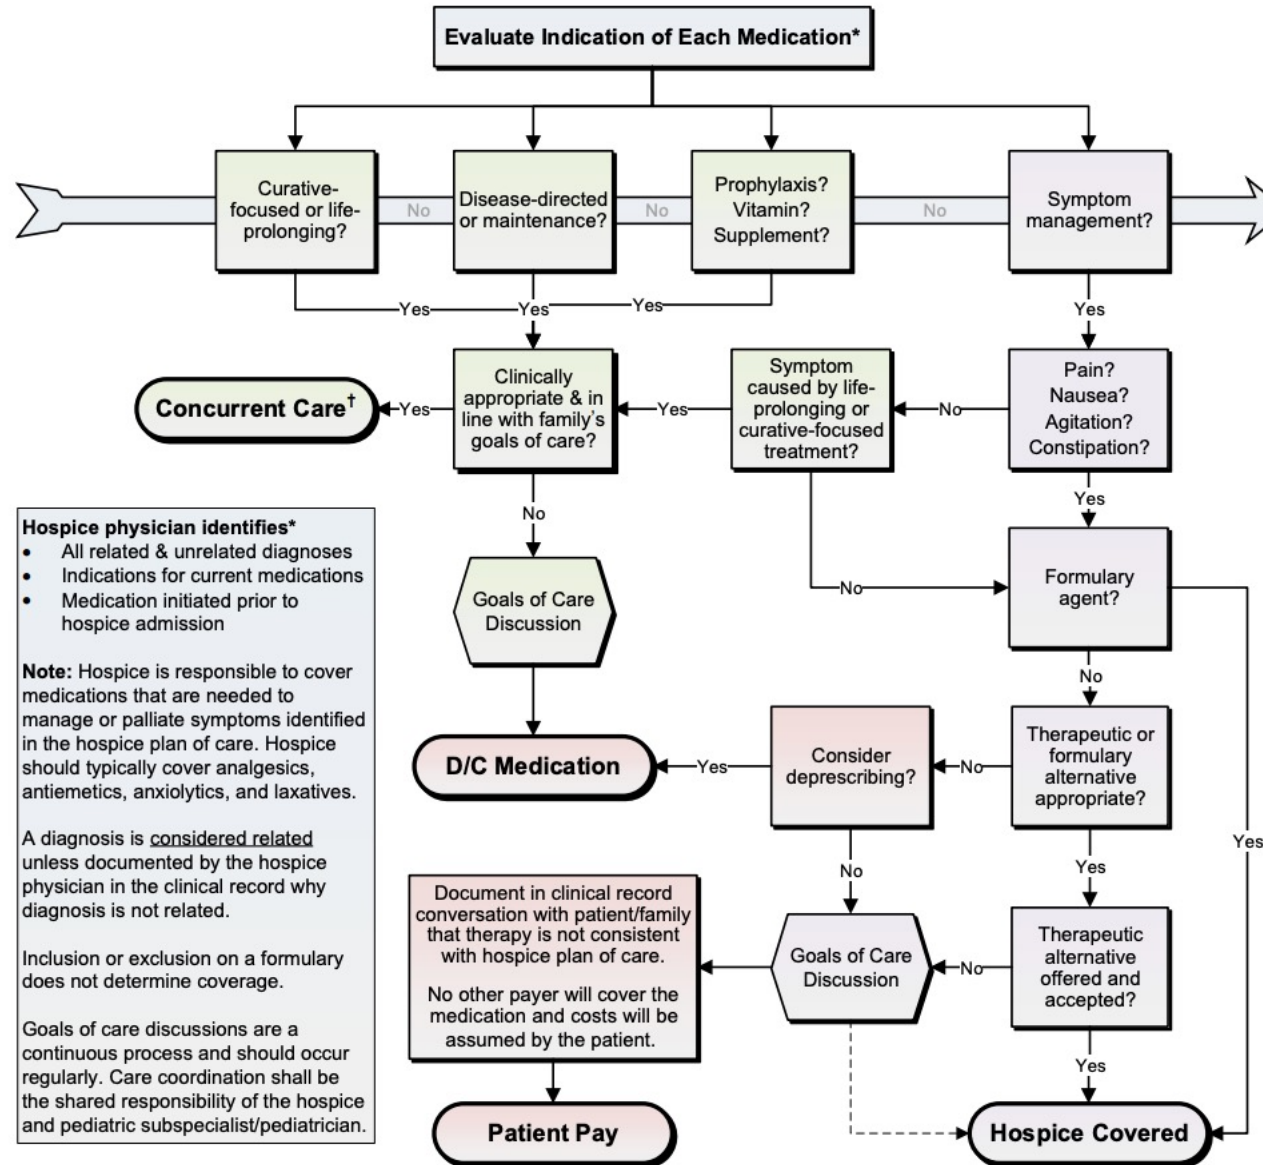 Evaluate Indication of Each Medication*
Curative-
focused or life-
prolonging?
No
Disease-directed
or maintenance?
No
Prophylaxis?
Vitamin?
Supplement?
No
Symptom
management?
Yes
Yes
Yes
Yes
Concurrent Care†
Yes
Clinically
appropriate & in
line with family's
goals of care?
Yes
Symptom
caused by life-
prolonging or
curative-focused
treatment?
No
Pain?
Nausea?
Agitation?
Constipation?
No
Yes
Goals of Care
Discussion
No
Formulary
agent?
No
D/C Medication
Yes
Consider
deprescribing?
No
Therapeutic or
formulary
alternative
appropriate?
Yes
No
Yes
Document in clinical record
conversation with patient/family
that therapy is not consistent
with hospice plan of care.
No other payer will cover the
medication and costs will be
assumed by the patient.
Goals of Care
Discussion
No
Therapeutic
alternative
offered and
accepted?
Yes
Patient Pay
Hospice Covered
Hospice physician identifies*
• All related & unrelated diagnoses
• Indications for current medications
• Medication initiated prior to
hospice admission
Note: Hospice is responsible to cover
medications that are needed to
manage or palliate symptoms identified
in the hospice plan of care. Hospice
should typically cover analgesics,
antiemetics, anxiolytics, and laxatives.
A diagnosis is considered related
unless documented by the hospice
physician in the clinical record why
diagnosis is not related.
Inclusion or exclusion on a formulary
does not determine coverage.
Goals of care discussions are a
continuous process and should occur
regularly. Care coordination shall be
the shared responsibility of the hospice
and pediatric subspecialist/pediatrician.